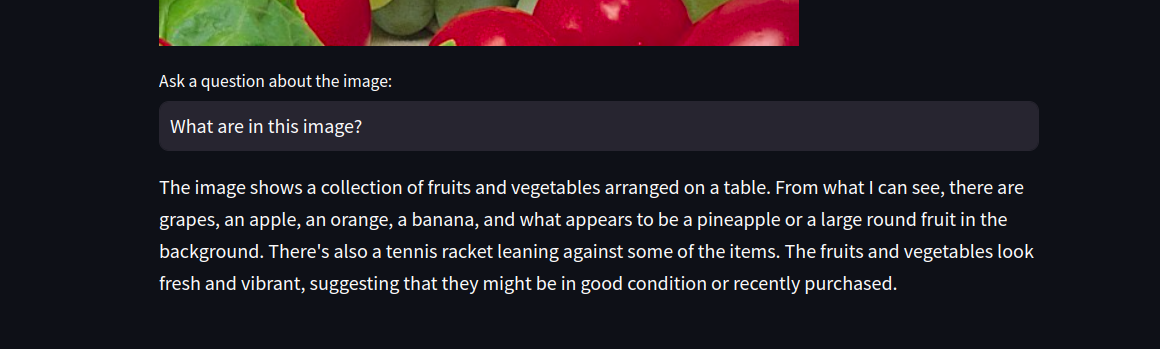 Ask a question about the image:
What are in this image?
The image shows a collection of fruits and vegetables arranged on a table. From what I can see, there are
grapes, an apple, an orange, a banana, and what appears to be a pineapple or a large round fruit in the
background. There's also a tennis racket leaning against some of the items. The fruits and vegetables look
fresh and vibrant, suggesting that they might be in good condition or recently purchased.